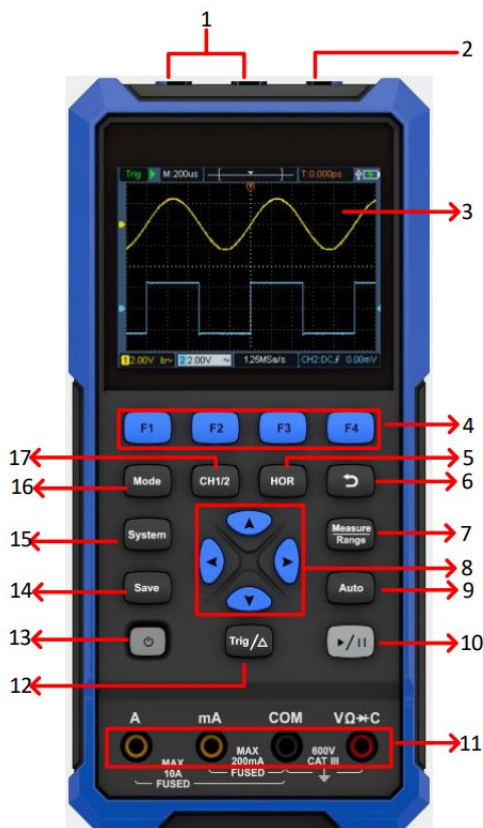 1
2
Trig M:200us T:0.000ps
T
3
1 2.00V b~ 2 2.00V ~ 1.25MSa/s CH2:DC 0.00mV
F1 F2 F3 F4
4
17
5
Mode CH1/2 HOR
16
6
System
Measure
Range
7
15
8
Save
Auto
14
9
13
Trig/△
10
12
A mA COM VΩC
11
MAX
10A
FUSED
MAX
200mA
FUSED
600V
CAT III